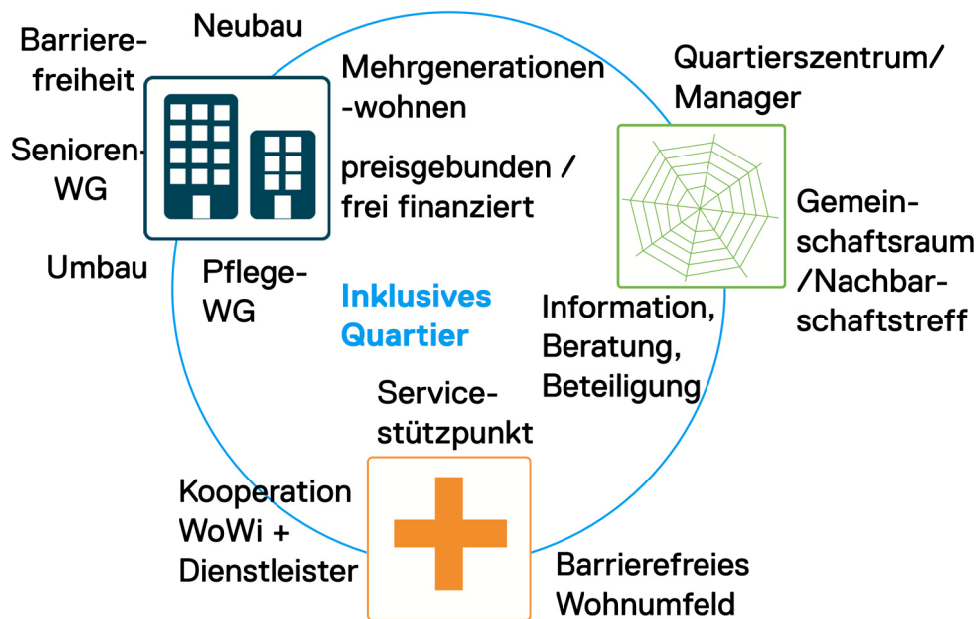 Neubau
Barriere-
freiheit
Mehrgenerationen
-wohnen
Quartierszentrum/
Manager
Senioren-
WG
preisgebunden /
frei finanziert
Gemein-
schaftsraum
/Nachbar-
schaftstreff
Umbau
Pflege-
WG
Inklusives
Quartier
Information,
Beratung,
Beteiligung
Service-
stützpunkt
Kooperation
WoWi +
Dienstleister
Barrierefreies
Wohnumfeld